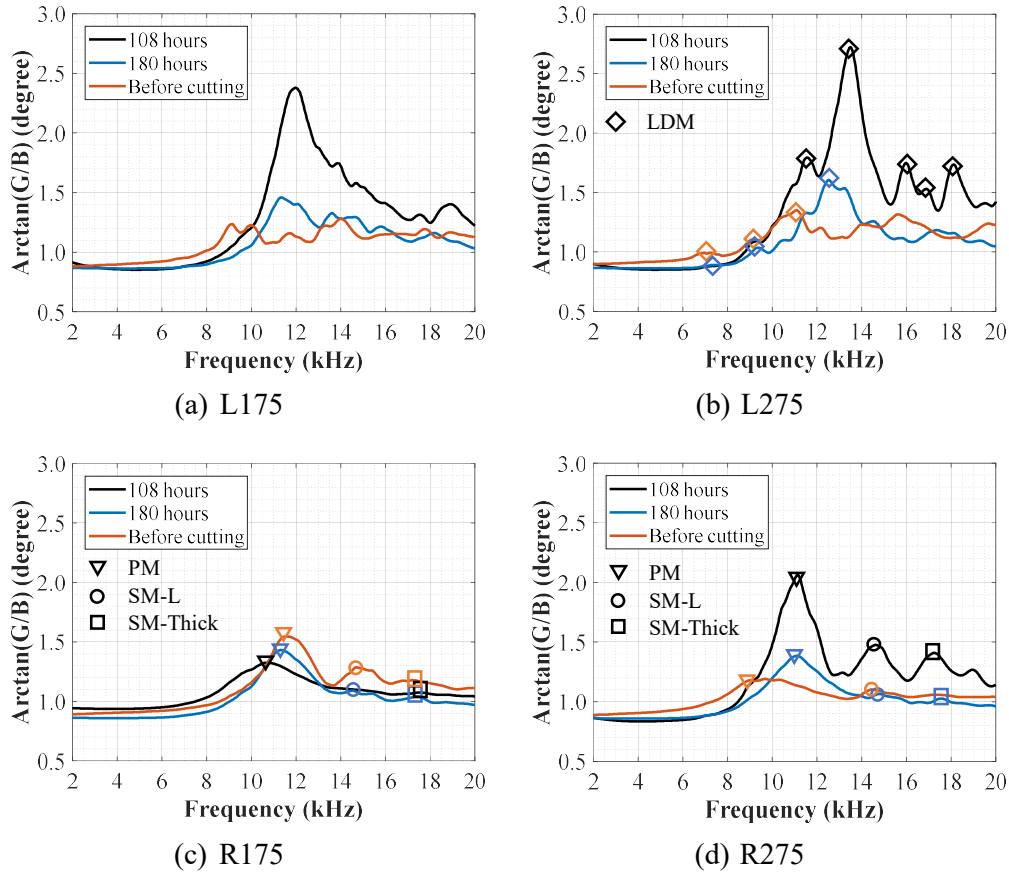 Arctan(G/B) (degree)
3.0
2.5
2.0
1.5
1.0
0.5
108 hours
180 hours
Before cutting
2 4 6 8 10 12 14 16 18 20
Frequency (kHz)
(a) L175
Arctan(G/B) (degree)
3.0
2.5
2.0
1.5
1.0
0.5
108 hours
180 hours
Before cutting
LDM
2 4 6 8 10 12 14 16 18 20
Frequency (kHz)
(b) L275
Arctan(G/B) (degree)
3.0
2.5
2.0
1.5
1.0
0.5
108 hours
180 hours
Before cutting
PM
SM-L
SM-Thick
2 4 6 8 10 12 14 16 18 20
Frequency (kHz)
(c) R175
Arctan(G/B) (degree)
3.0
2.5
2.0
1.5
1.0
0.5
108 hours
180 hours
Before cutting
PM
SM-L
SM-Thick
2 4 6 8 10 12 14 16 18 20
Frequency (kHz)
(d) R275